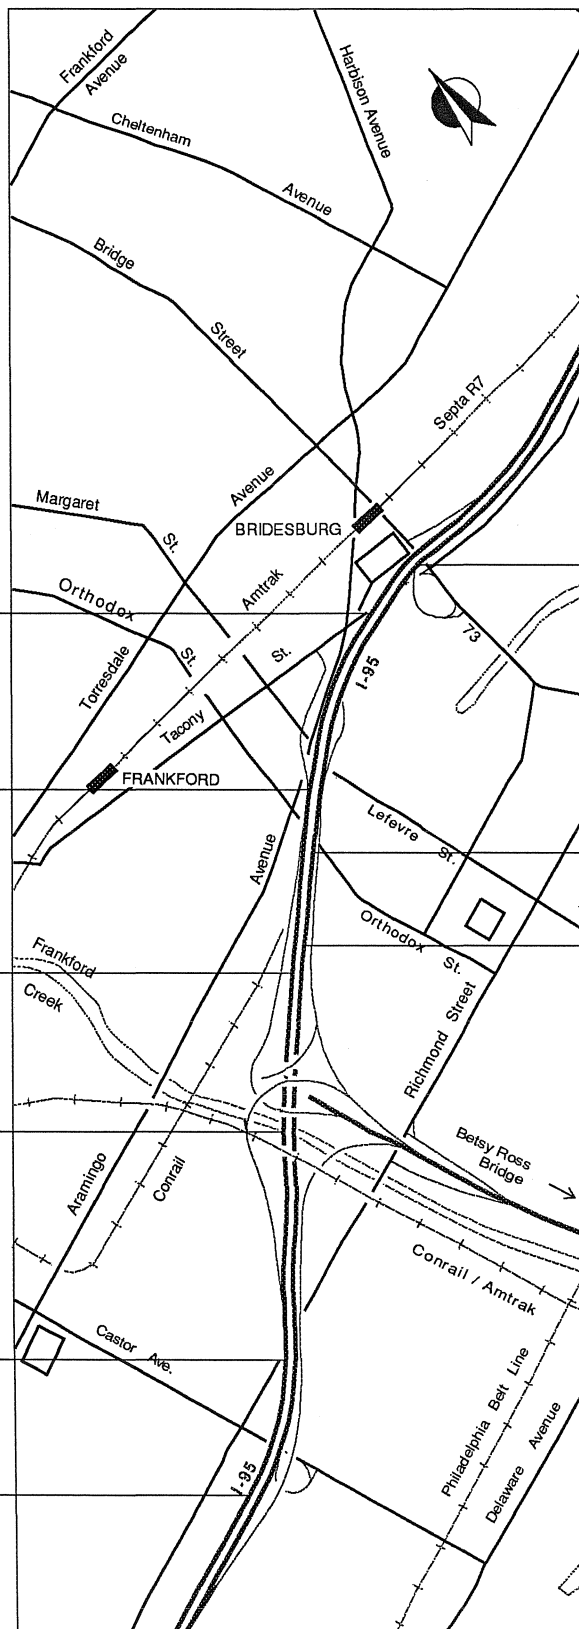 Frankford
Avenue
Harbison Avenue
Cheltenham
Avenue
Bridge
Street
Septa R7
Avenue
Margaret
St.
BRIDESBURG
Amtrak
Orthodox
St.
St.
73
Torresdale
I-95
Tacony
FRANKFORD
Lefevre
St.
Avenue
Orthodox
St.
Frankford
Creek
Richmond Street
Betsy Ross
Bridge
Aramingo
Conrail
Conrail / Amtrak
Castor Ave.
Philadelphia Belt Line
Delaware Avenue
I-95